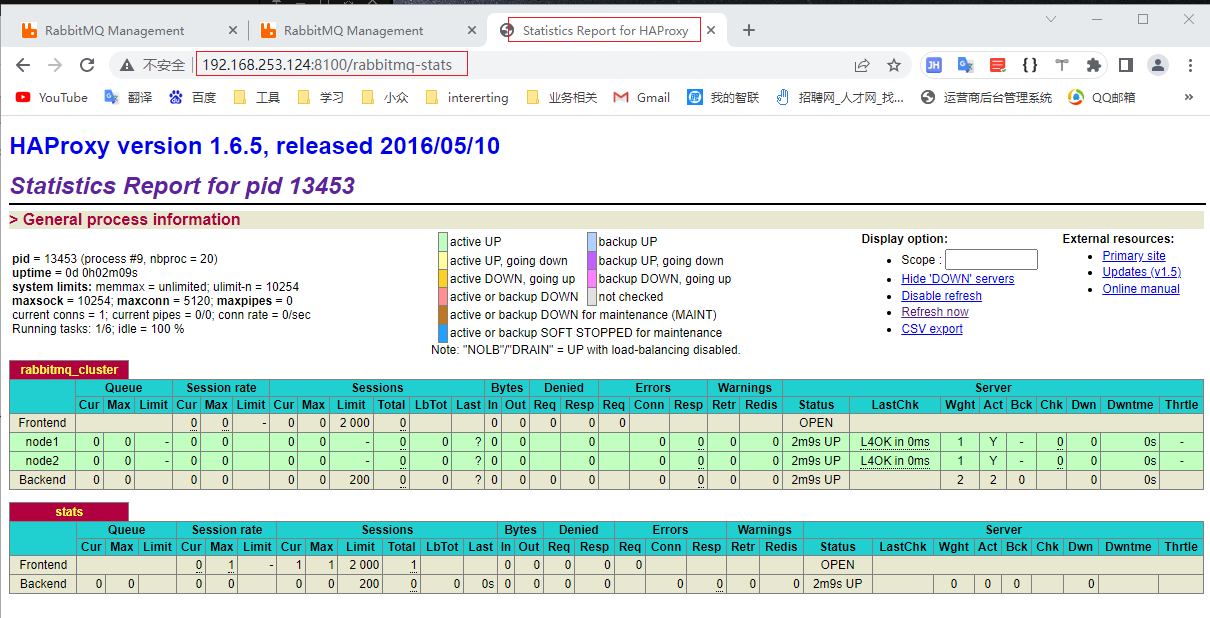 RabbitMQ Management
RabbitMQ Management
Statistics Report for HAProxy
不安全 192.168.253.124:8100/rabbitmq-stats
YouTube 翻译 百度 工具 学习 小众 intererting 业务相关 Gmail 我的智联 招聘网_人才网_找... 运营商后台管理系统 QQ邮箱 »
HAProxy version 1.6.5, released 2016/05/10
Statistics Report for pid 13453
> General process information
pid = 13453 (process #9, nbproc = 20)
uptime = 0d 0h02m09s
system limits: memmax = unlimited; ulimit-n = 10254
maxsock = 10254; maxconn = 5120; maxpipes = 0
current conns = 1; current pipes = 0/0; conn rate = 0/sec
Running tasks: 1/6; idle = 100 %
active UP backup UP
active UP, going down backup UP, going down
active DOWN, going up backup DOWN, going up
active or backup DOWN not checked
active or backup DOWN for maintenance (MAINT)
active or backup SOFT STOPPED for maintenance
Note: "NOLB"/"DRAIN" = UP with load-balancing disabled.
Display option:
Scope :
Hide 'DOWN' servers
Disable refresh
Refresh now
CSV export
External resources:
Primary site
Updates (v1.5)
Online manual
rabbitmq_cluster
Queue Session rate Sessions Bytes Denied Errors Warnings Server
Cur Max Limit Cur Max Limit Cur Max Limit Total LbTot Last In Out Req Resp Req Conn Resp Retr Redis Status LastChk Wght Act Bck Chk Dwn Dwntme Thrtle
Frontend 0 0 - 0 0 2 000 0 0 0 0 0 0 OPEN
node1 0 0 - 0 0 0 0 - 0 0 ? 0 0 0 0 0 0 0 2m9s UP L4OK in 0ms 1 Y - 0 0 0s -
node2 0 0 - 0 0 0 0 - 0 0 ? 0 0 0 0 0 0 0 2m9s UP L4OK in 0ms 1 Y - 0 0 0s -
Backend 0 0 0 0 0 0 200 0 0 ? 0 0 0 0 0 0 0 0 2m9s UP 2 2 0 0 0s
stats
Queue Session rate Sessions Bytes Denied Errors Warnings Server
Cur Max Limit Cur Max Limit Cur Max Limit Total LbTot Last In Out Req Resp Req Conn Resp Retr Redis Status LastChk Wght Act Bck Chk Dwn Dwntme Thrtle
Frontend 0 1 - 1 1 2 000 1 0 0 0 0 0 OPEN
Backend 0 0 0 0 0 0 200 0 0 0s 0 0 0 0 0 0 0 0 2m9s UP 0 0 0 0